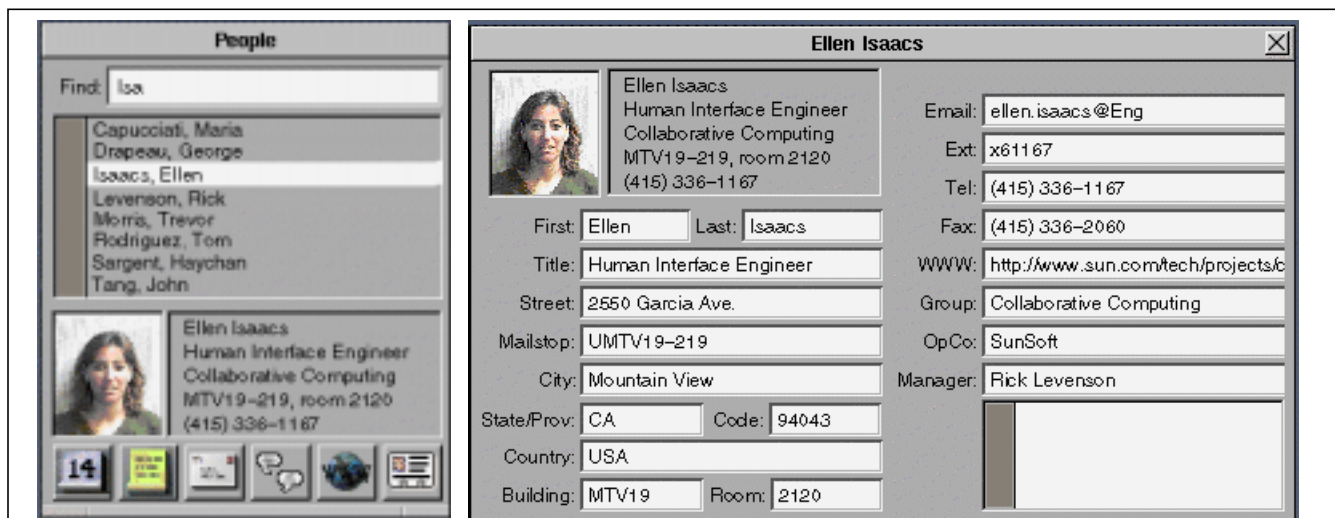 People
Find: Isa
Capucciati, Maria
Drapeau, George
Isaacs, Ellen
Levenson, Rick
Morris, Trevor
Rodriguez, Tom
Sargent, Haychan
Tang, John
Ellen Isaacs
Human Interface Engineer
Collaborative Computing
MTV19–219, room 2120
(415) 336–1167
14
Ellen Isaacs
Ellen Isaacs
Human Interface Engineer
Collaborative Computing
MTV19–219, room 2120
(415) 336–1167
First: Ellen Last: Isaacs
Title: Human Interface Engineer
Street: 2550 Garcia Ave.
Mailstop: UMTV19–219
City: Mountain View
State/Prov: CA Code: 94043
Country: USA
Building: MTV19 Room: 2120
Email: ellen.isaacs@Eng
Ext: x61167
Tel: (415) 336–1167
Fax: (415) 336–2060
WWW: http://www.sun.com/tech/projects/c
Group: Collaborative Computing
OpCo: SunSoft
Manager: Rick Levenson